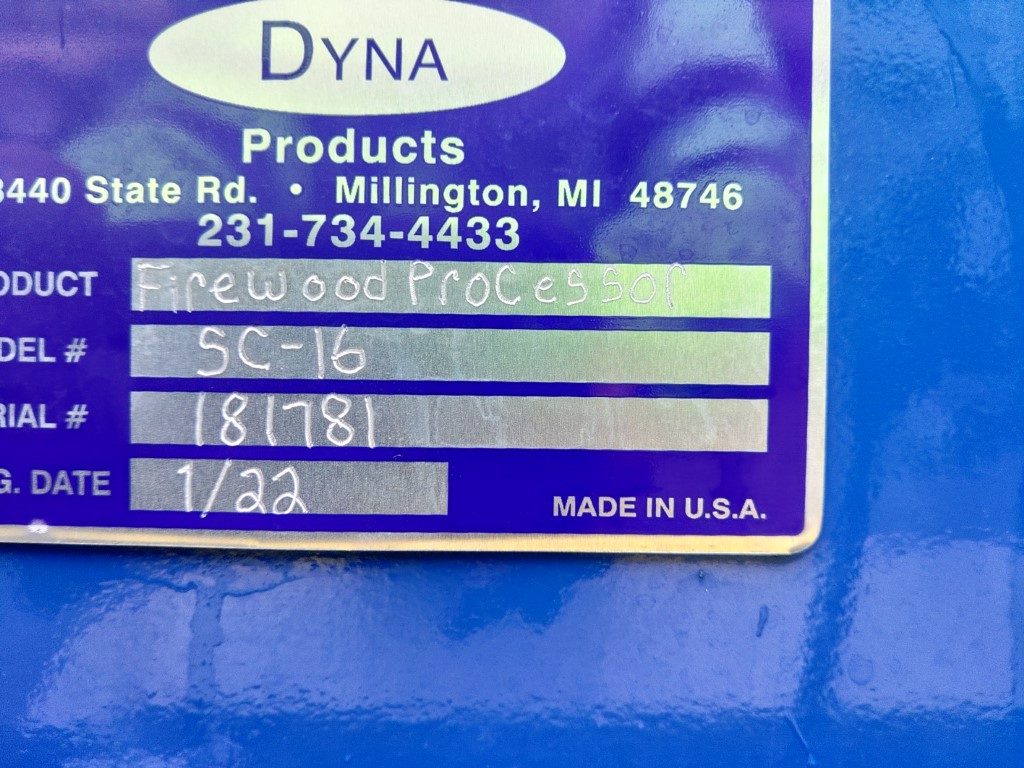 DYNA
Products
3440 State Rd. • Millington, MI 48746
231-734-4433
ODUCT Firewood Processor
DEL # SC-16
RIAL # 181781
G. DATE 1/22
MADE IN U.S.A.